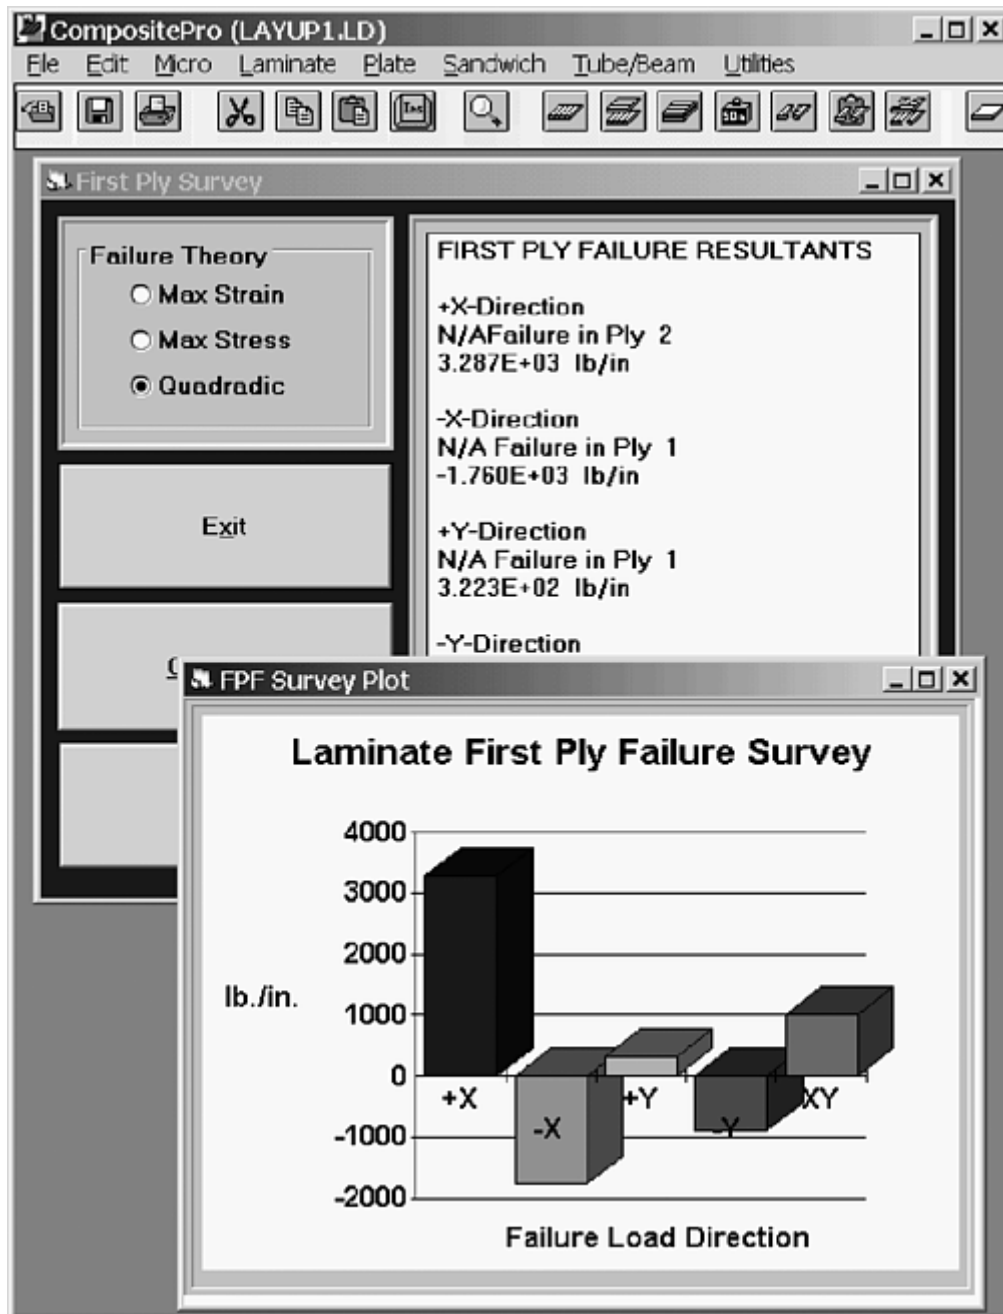 CompositePro (LAYUP1.LD)
File Edit Micro Laminate Plate Sandwich Tube/Beam Utilities
First Ply Survey
Failure Theory
Max Strain
Max Stress
Quadradic
Exit
FIRST PLY FAILURE RESULTANTS
+X-Direction
N/AFailure in Ply 2
3.287E+03 lb/in
-X-Direction
N/A Failure in Ply 1
-1.760E+03 lb/in
+Y-Direction
N/A Failure in Ply 1
3.223E+02 lb/in
-Y-Direction
FPF Survey Plot
Laminate First Ply Failure Survey
4000
3000
2000
lb./in.
1000
0
+X
-X
+Y
-Y
XY
-1000
-2000
Failure Load Direction